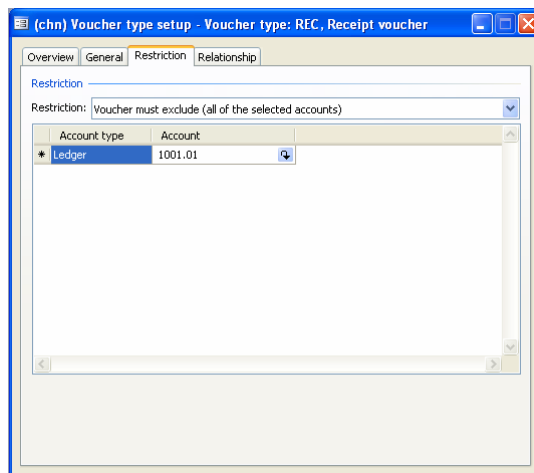 (chn) Voucher type setup - Voucher type: REC, Receipt voucher
Overview General Restriction Relationship
Restriction
Restriction: Voucher must exclude (all of the selected accounts)
Account type Account
* Ledger 1001.01